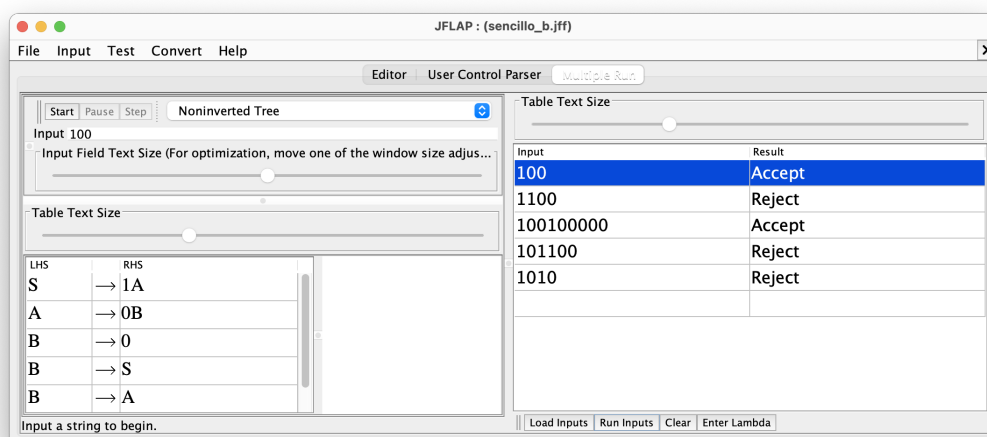 JFLAP : (sencillo_b.jff)
File Input Test Convert Help
Editor User Control Parser Multiple Run
Start Pause Step Noninverted Tree
Input 100
Input Field Text Size (For optimization, move one of the window size adjus...
Table Text Size
LHS RHS
S → 1A
A → 0B
B → 0
B → S
B → A
Input a string to begin.
Table Text Size
Input Result
100 Accept
1100 Reject
100100000 Accept
101100 Reject
1010 Reject
Load Inputs Run Inputs Clear Enter Lambda